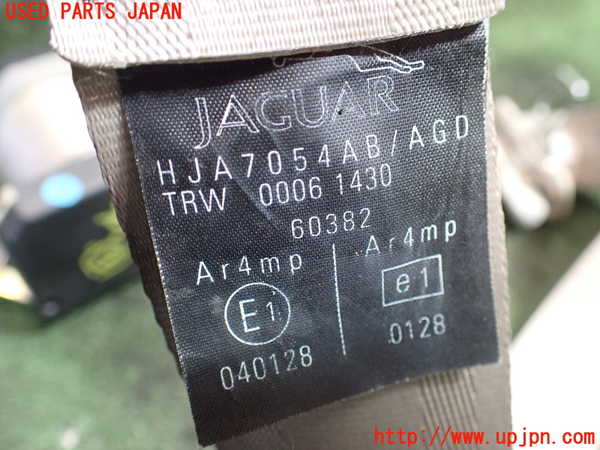 USED PARTS JAPAN
JAGUAR
HJA7054AB/AGD
TRW 0006 1430
60382
Ar4mp Ar4mp
E1 e1
040128 0128
http://www.upjpn.com/